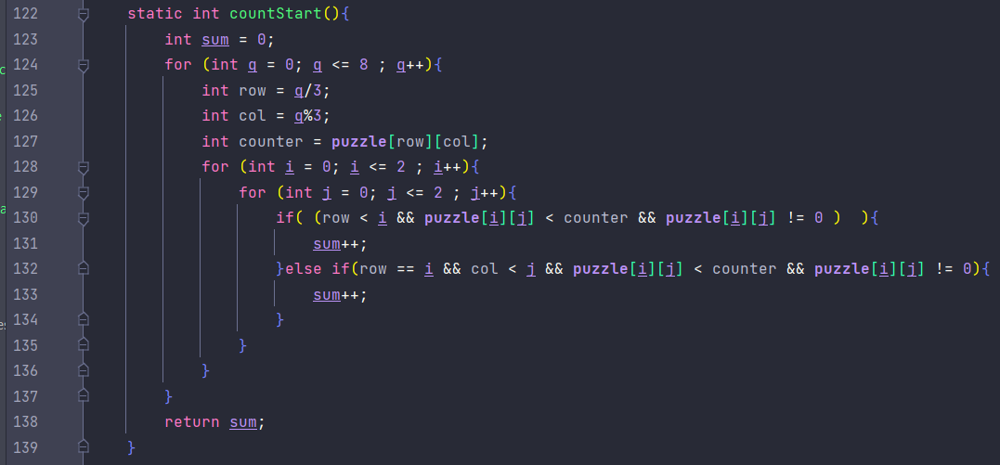 122 static int countStart(){
123 int sum = 0;
124 for (int q = 0; q <= 8 ; q++){
125 int row = q/3;
126 int col = q%3;
127 int counter = puzzle[row][col];
128 for (int i = 0; i <= 2 ; i++){
129 for (int j = 0; j <= 2 ; j++){
130 if( (row < i && puzzle[i][j] < counter && puzzle[i][j] != 0 )  ){
131 sum++;
132 }else if(row == i && col < j && puzzle[i][j] < counter && puzzle[i][j] != 0){
133 sum++;
134 }
135 }
136 }
137 }
138 return sum;
139 }